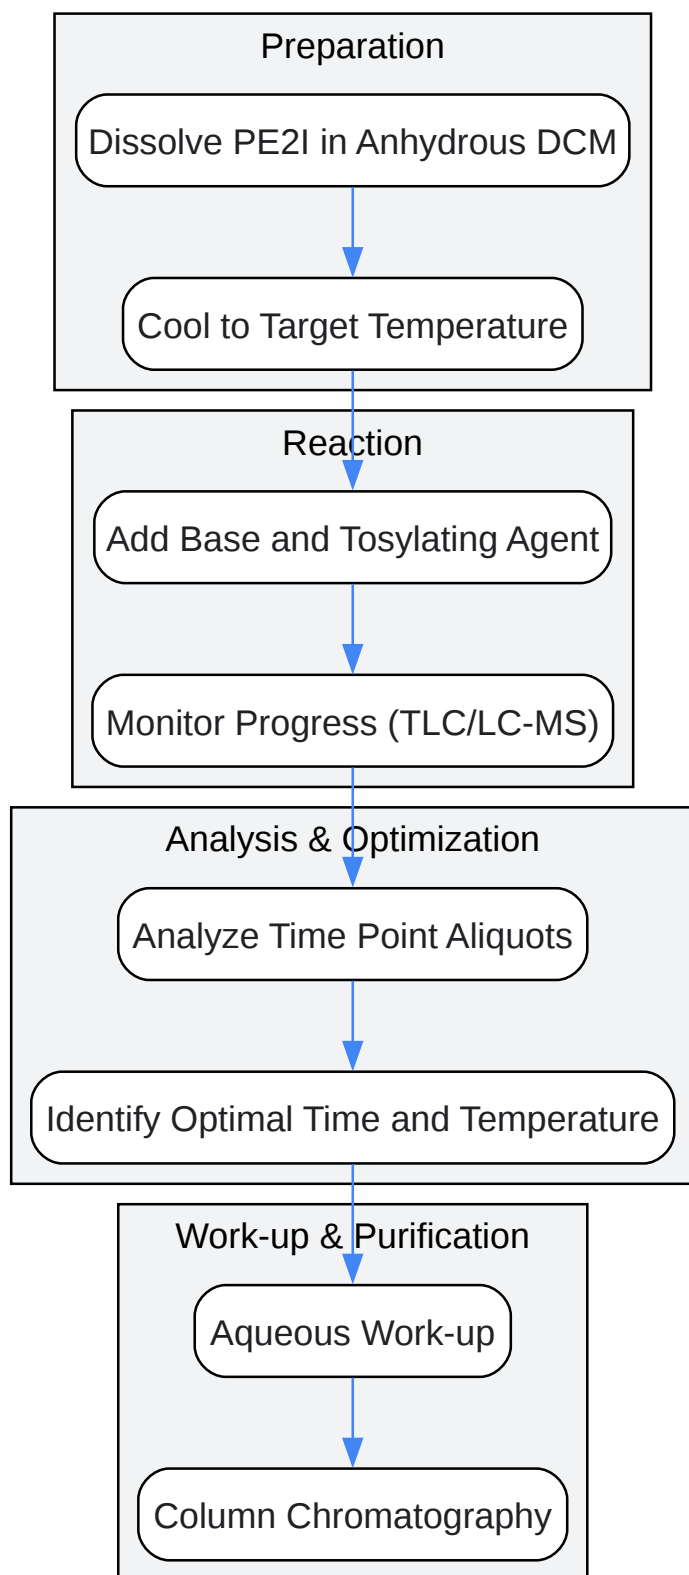 Preparation
Dissolve PE2I in Anhydrous DCM
Cool to Target Temperature
Reaction
Add Base and Tosylating Agent
Monitor Progress (TLC/LC-MS)
Analysis & Optimization
Analyze Time Point Aliquots
Identify Optimal Time and Temperature
Work-up & Purification
Aqueous Work-up
Column Chromatography